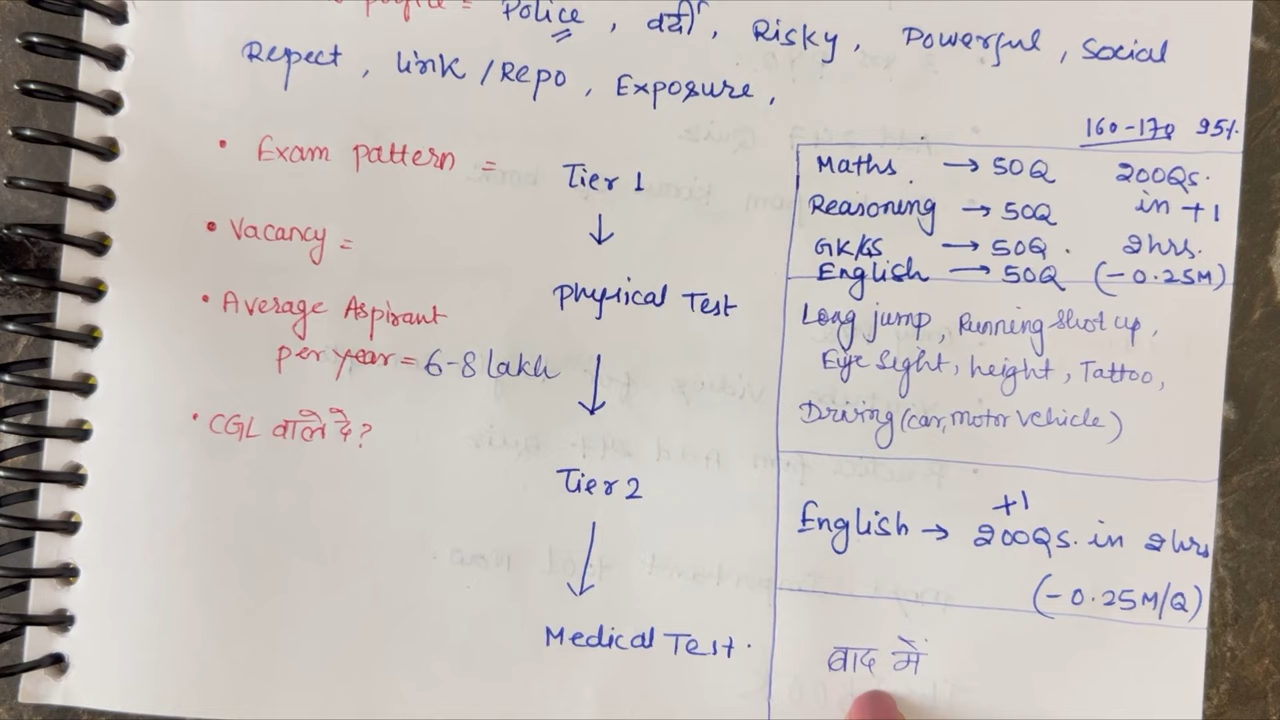 profile = Police, वर्दी, Risky, Powerful, Social
Repect, Link/Repo, Exposure,
• Exam pattern =
Tier 1
↓
Physical Test
↓
Tier 2
↓
Medical Test.
• Vacancy =
• Average Aspirant
per year = 6-8 lakh
• CGL वाले दे?
160-170 95%
Maths → 50Q 200Qs.
Reasoning → 50Q in +1
GK/GS → 50Q. 2hrs.
English → 50Q (-0.25M)
Long jump, Running Shot up,
Eye Sight, height, Tattoo,
Driving (car, motor vehicle)
+1
English → 200Qs. in 2hrs
(-0.25M/Q)
बाद में